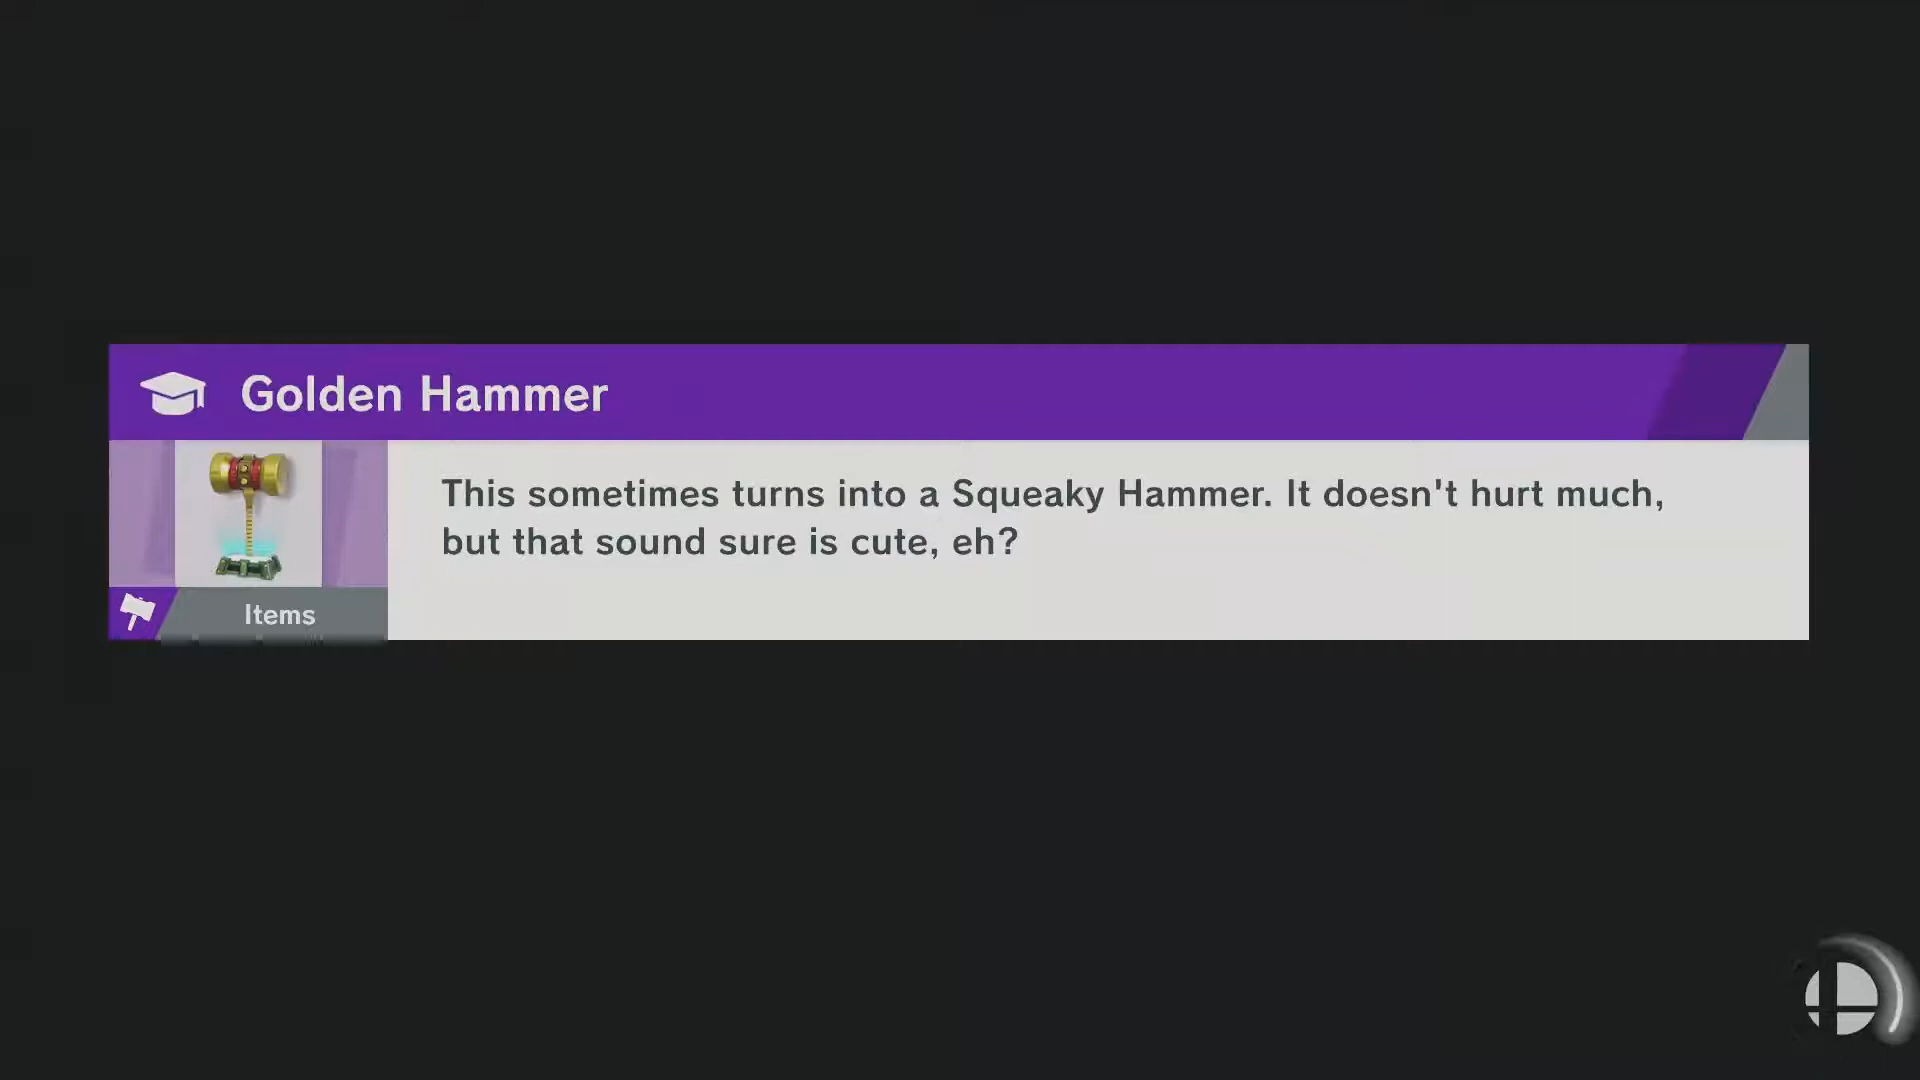 Golden Hammer
This sometimes turns into a Squeaky Hammer. It doesn't hurt much,
but that sound sure is cute, eh?
Items